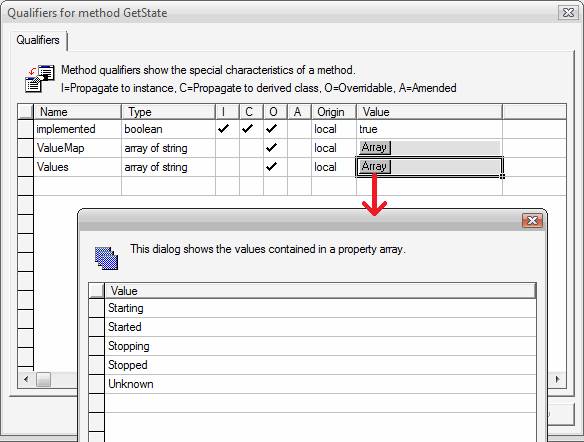 Qualifiers for method GetState
Qualifiers
Method qualifiers show the special characteristics of a method.
I=Propagate to instance, C=Propagate to derived class, O=Overridable, A=Amended
Name Type I C O A Origin Value
implemented boolean local true
ValueMap array of string local Array
Values array of string local Array
This dialog shows the values contained in a property array.
Value
Starting
Started
Stopping
Stopped
Unknown